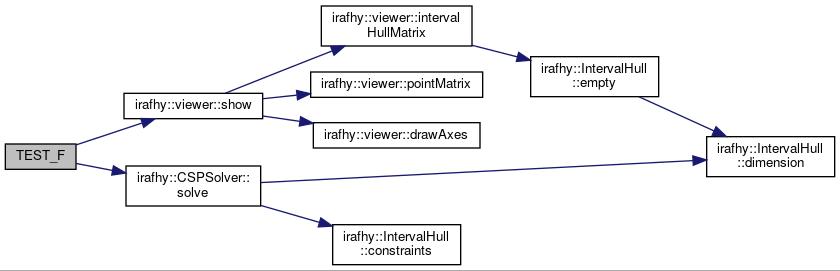 irafhy::viewer::interval
HullMatrix
irafhy::IntervalHull
::empty
irafhy::viewer::pointMatrix
irafhy::viewer::show
irafhy::viewer::drawAxes
TEST_F
irafhy::IntervalHull
::dimension
irafhy::CSPSolver::
solve
irafhy::IntervalHull
::constraints